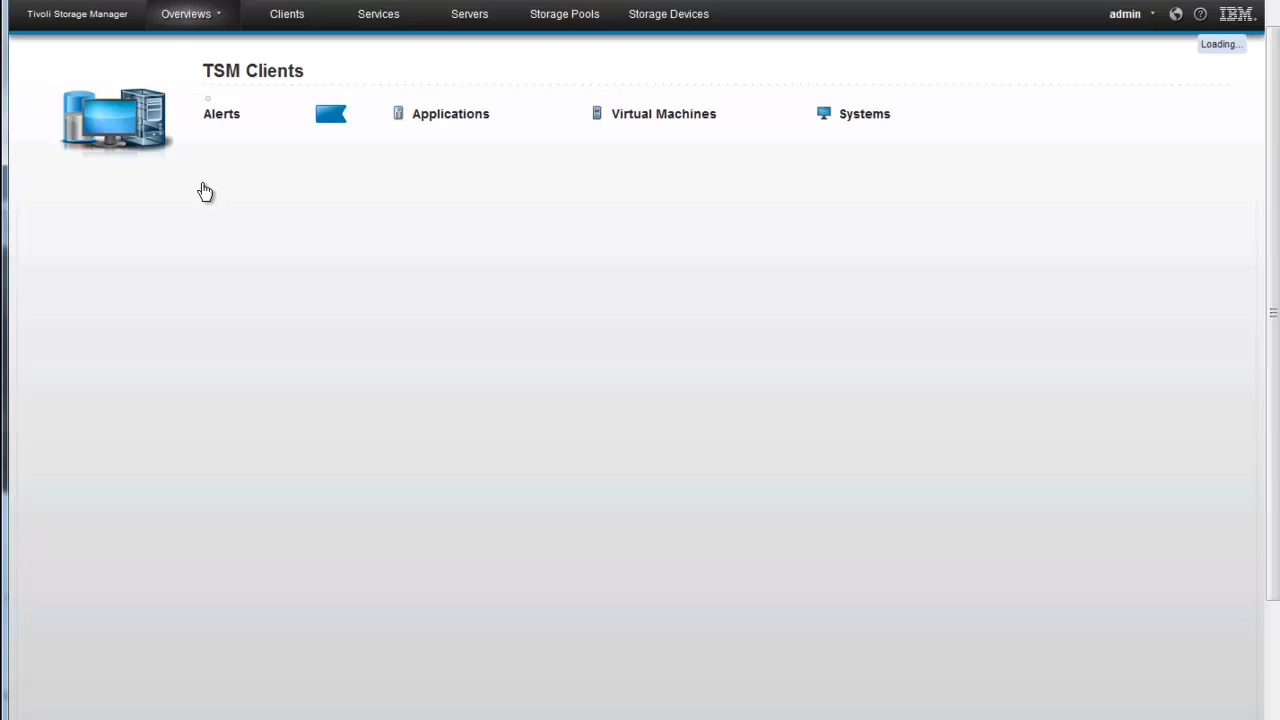 Tivoli Storage Manager Overviews Clients Services Servers Storage Pools Storage Devices admin IBM
Loading...
TSM Clients
Alerts Applications Virtual Machines Systems